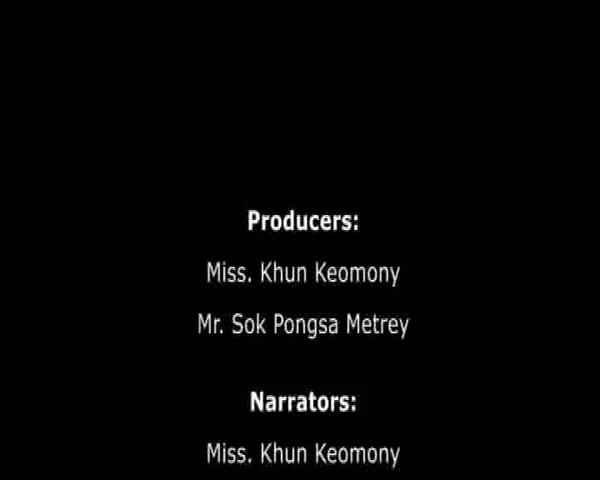 Producers:
Miss. Khun Keomony
Mr. Sok Pongsa Metrey
Narrators:
Miss. Khun Keomony